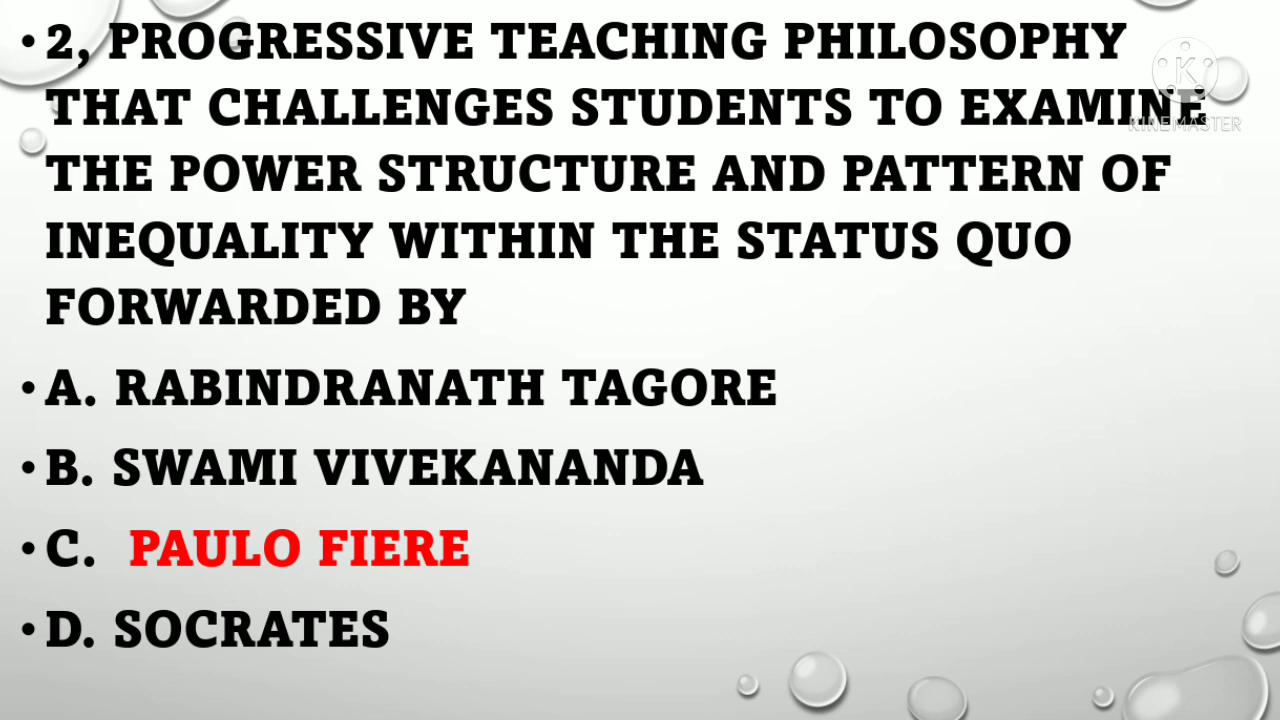 • 2, PROGRESSIVE TEACHING PHILOSOPHY
THAT CHALLENGES STUDENTS TO EXAMINE
THE POWER STRUCTURE AND PATTERN OF
INEQUALITY WITHIN THE STATUS QUO
FORWARDED BY
• A. RABINDRANATH TAGORE
• B. SWAMI VIVEKANANDA
• C. PAULO FIERE
• D. SOCRATES
K
KINEMASTER